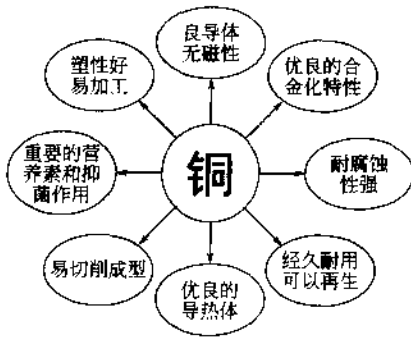 良导体
无磁性
塑性好
易加工
优良的合
金化特性
重要的营
养素和抑
菌作用
铜
耐腐蚀
性强
易切削成型
优良的
导热体
经久耐用
可以再生